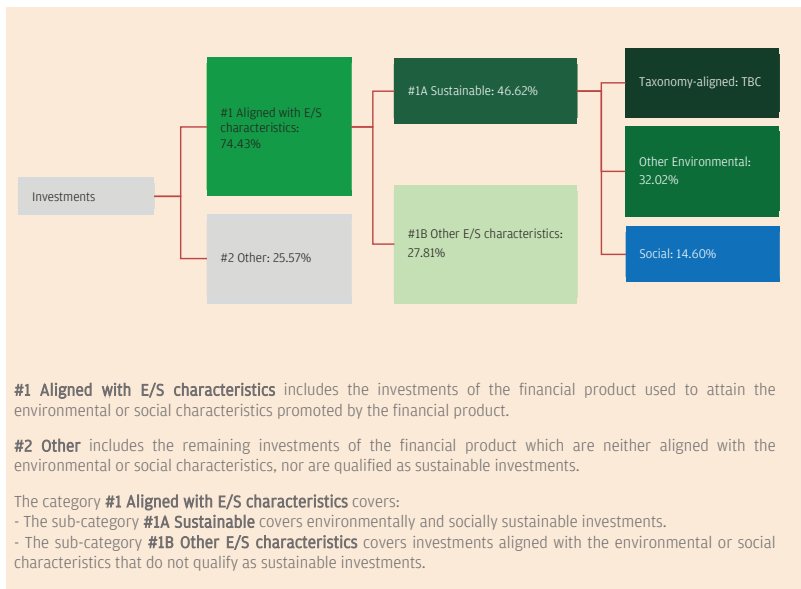 Investments
#1 Aligned with E/S
characteristics:
74.43%
#2 Other: 25.57%
#1A Sustainable: 46.62%
#1B Other E/S characteristics:
27.81%
Taxonomy-aligned: TBC
Other Environmental:
32.02%
Social: 14.60%
#1 Aligned with E/S characteristics includes the investments of the financial product used to attain the
environmental or social characteristics promoted by the financial product.
#2 Other includes the remaining investments of the financial product which are neither aligned with the
environmental or social characteristics, nor are qualified as sustainable investments.
The category #1 Aligned with E/S characteristics covers:
- The sub-category #1A Sustainable covers environmentally and socially sustainable investments.
- The sub-category #1B Other E/S characteristics covers investments aligned with the environmental or social
characteristics that do not qualify as sustainable investments.